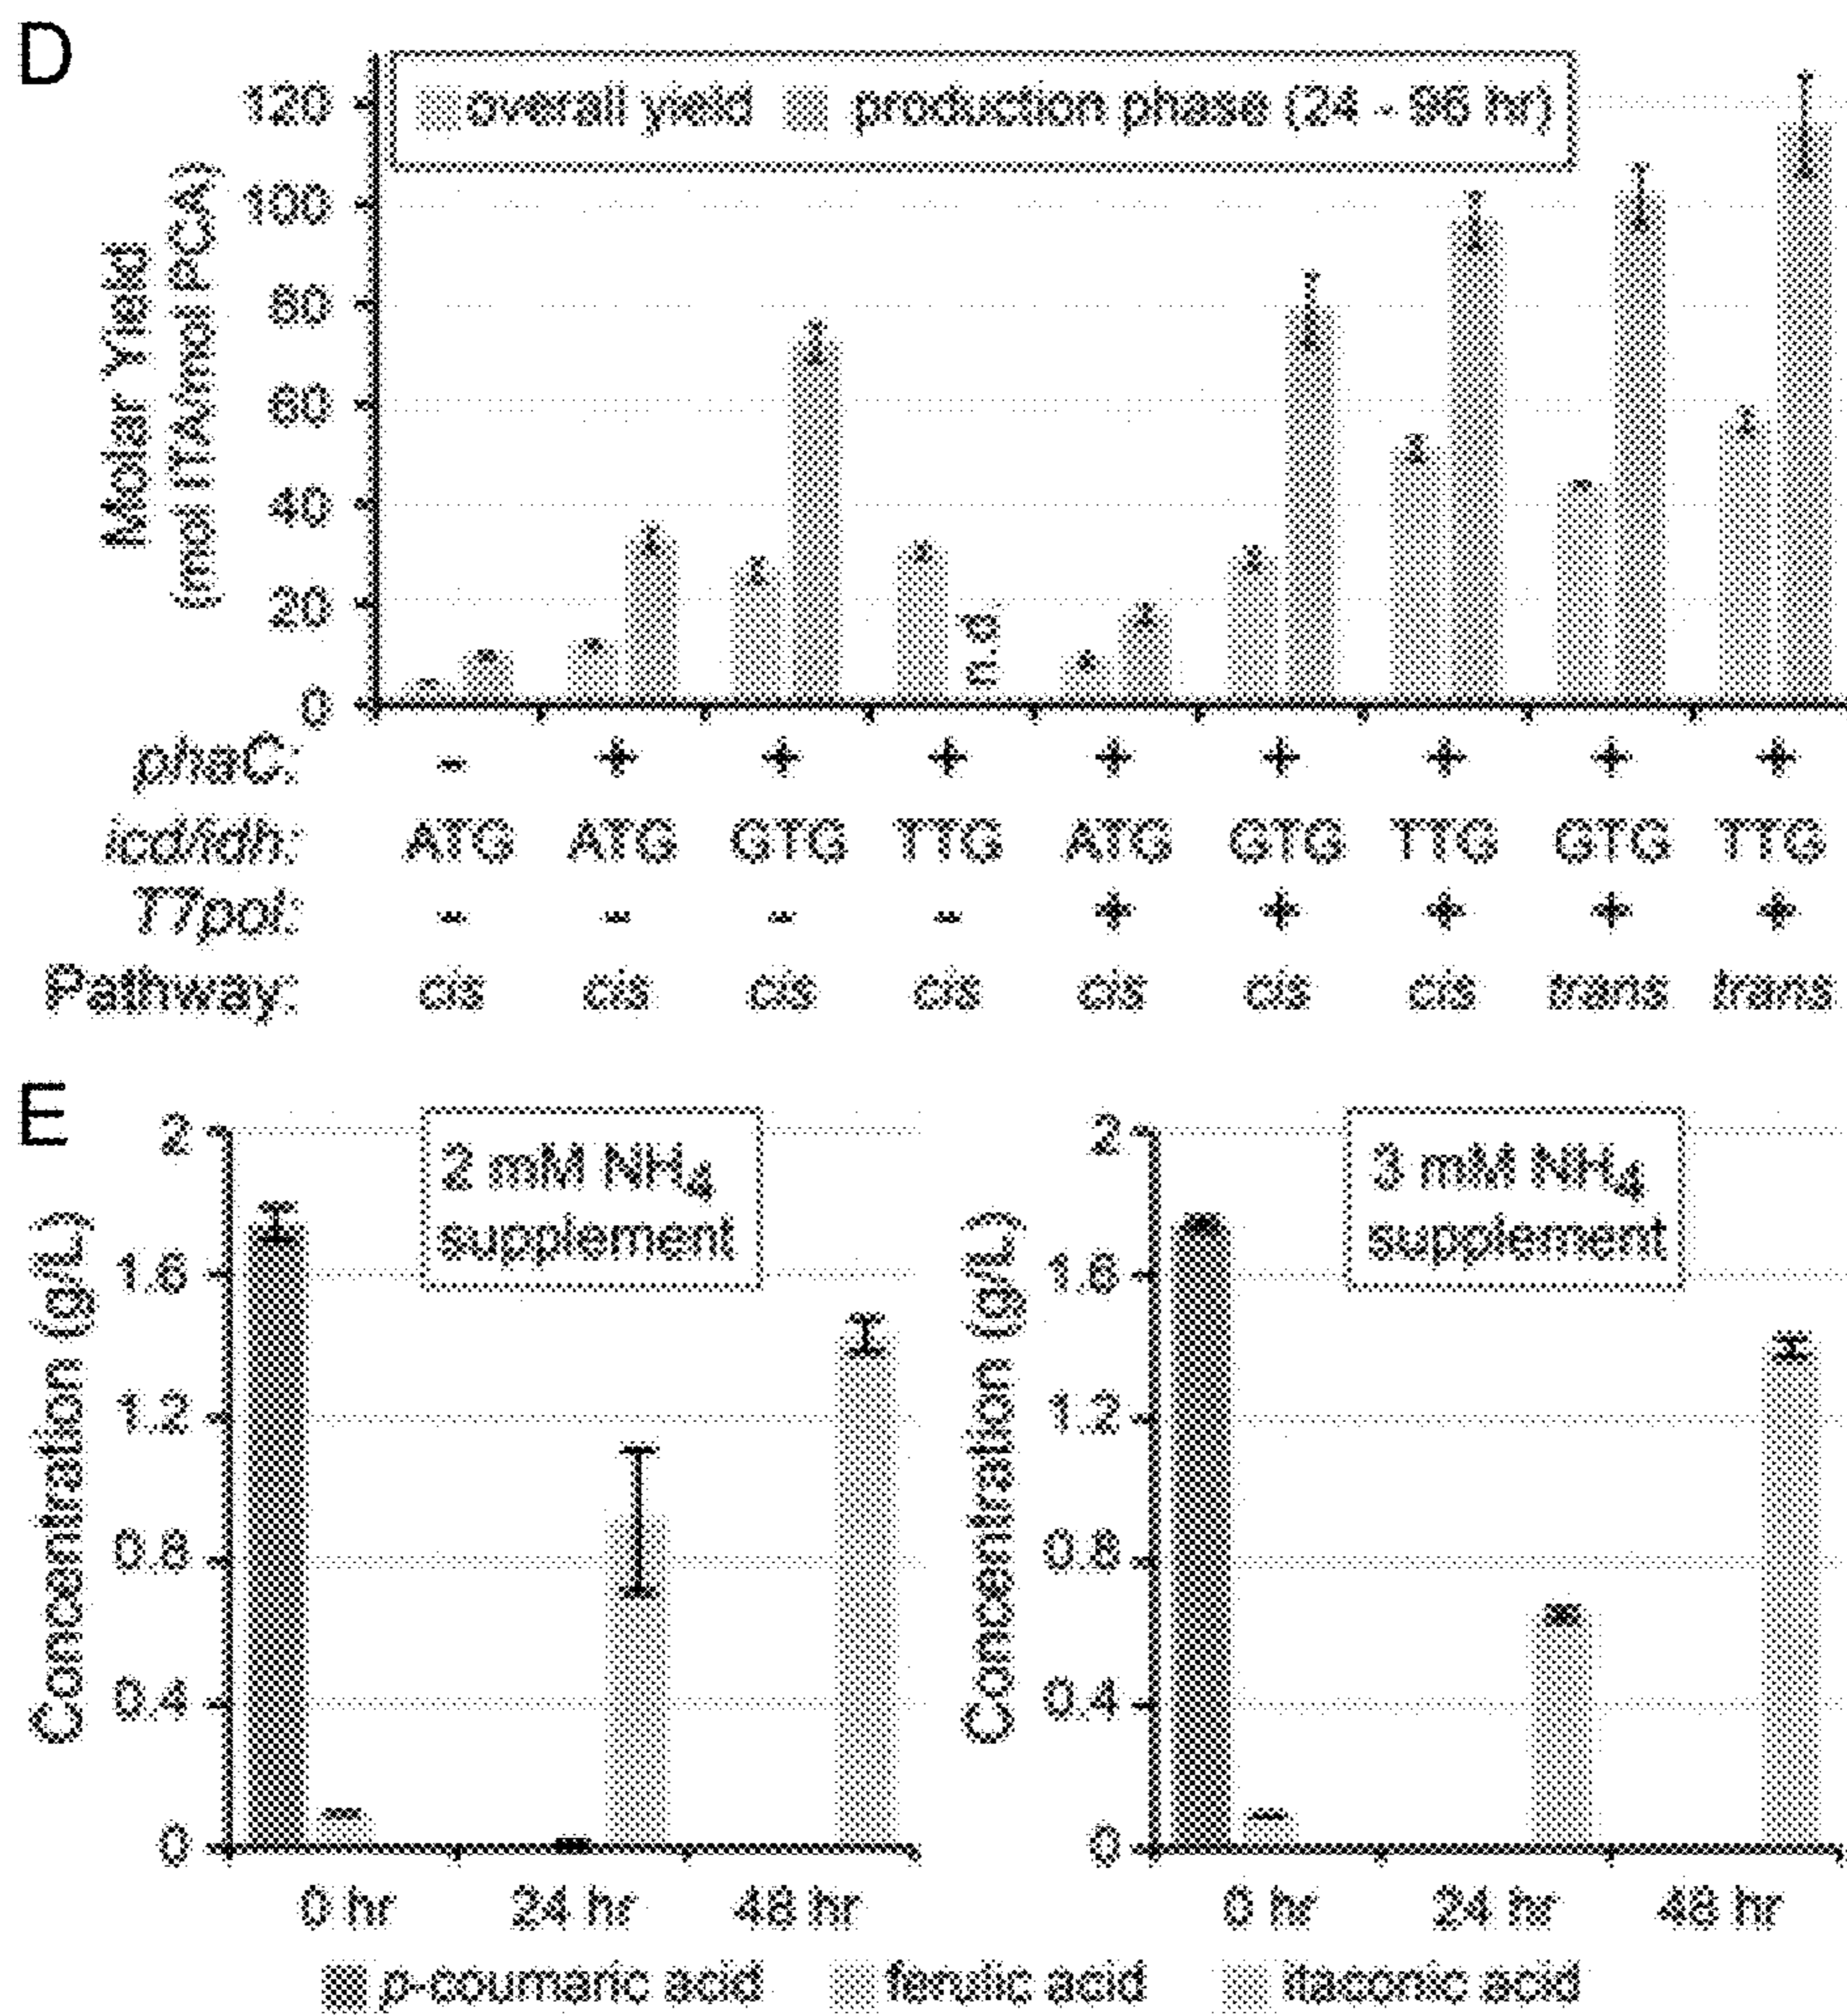 D
overall yield production phase (24 - 96 hr)
Molar Yield
(mol ITA/mol PCA)
120
100
80
60
40
20
0
n.d.
phaC: - + + + + + + + +
icd/idh: ATG ATG GTG TTG ATG GTG TTG GTG TTG
T7pol: - - - - + + + + +
Pathway: cis cis cis cis cis cis cis trans trans
E
Concentration (g/L)
2
1.6
1.2
0.8
0.4
0
2 mM NH4
supplement
0 hr 24 hr 48 hr
Concentration (g/L)
2
1.6
1.2
0.8
0.4
0
3 mM NH4
supplement
0 hr 24 hr 48 hr
p-coumaric acid ferulic acid itaconic acid